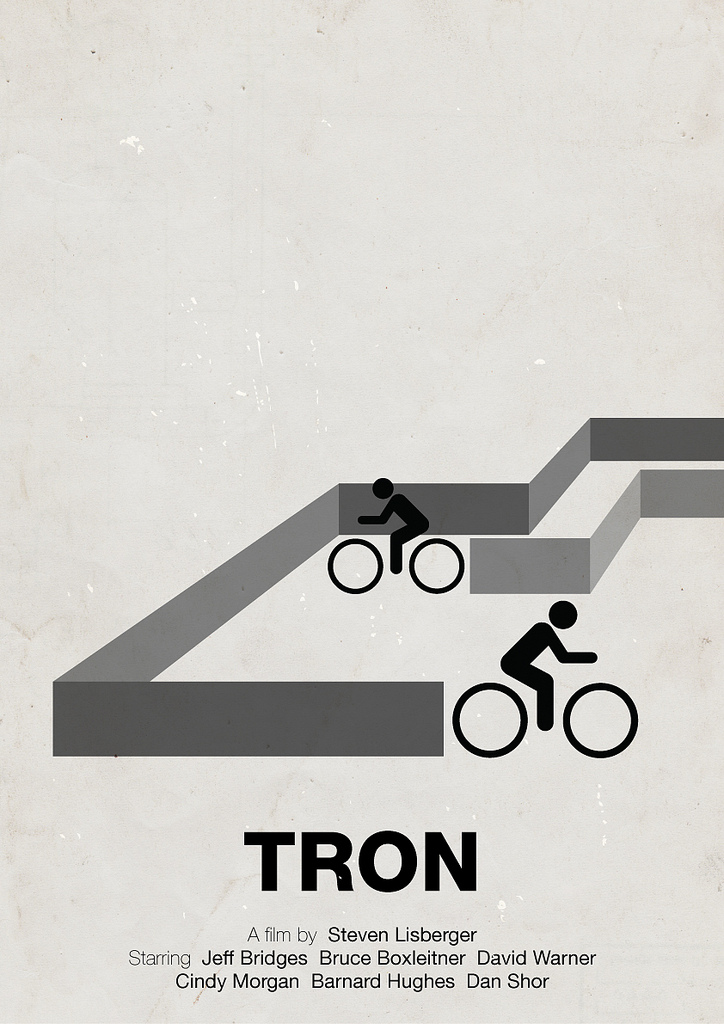 TRON
A film by Steven Lisberger
Starring Jeff Bridges Bruce Boxleitner David Warner
Cindy Morgan Barnard Hughes Dan Shor